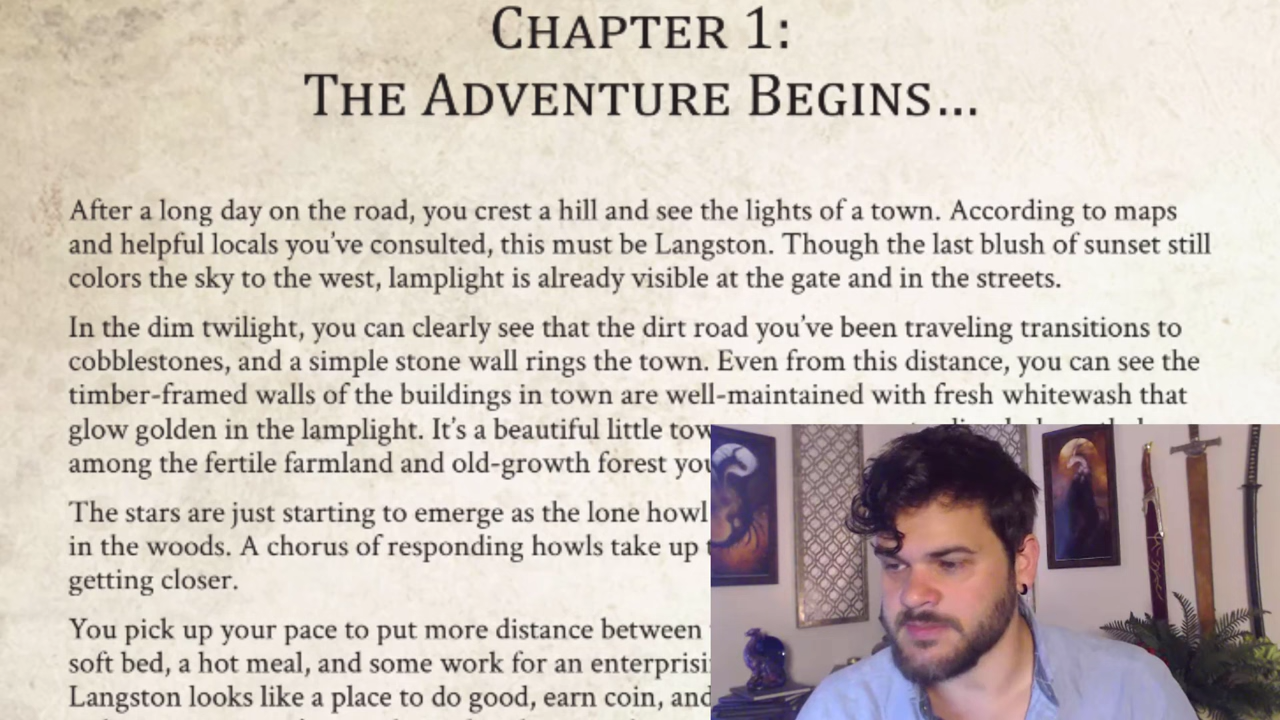 CHAPTER 1:
THE ADVENTURE BEGINS...
After a long day on the road, you crest a hill and see the lights of a town. According to maps
and helpful locals you've consulted, this must be Langston. Though the last blush of sunset still
colors the sky to the west, lamplight is already visible at the gate and in the streets.
In the dim twilight, you can clearly see that the dirt road you've been traveling transitions to
cobblestones, and a simple stone wall rings the town. Even from this distance, you can see the
timber-framed walls of the buildings in town are well-maintained with fresh whitewash that
glow golden in the lamplight. It's a beautiful little
among the fertile farmland and old-growth forest
The stars are just starting to emerge as the lone howl
in the woods. A chorus of responding howls take up
getting closer.
You pick up your pace to put more distance between
soft bed, a hot meal, and some work for an
Langston looks like a place to do good, earn coin,